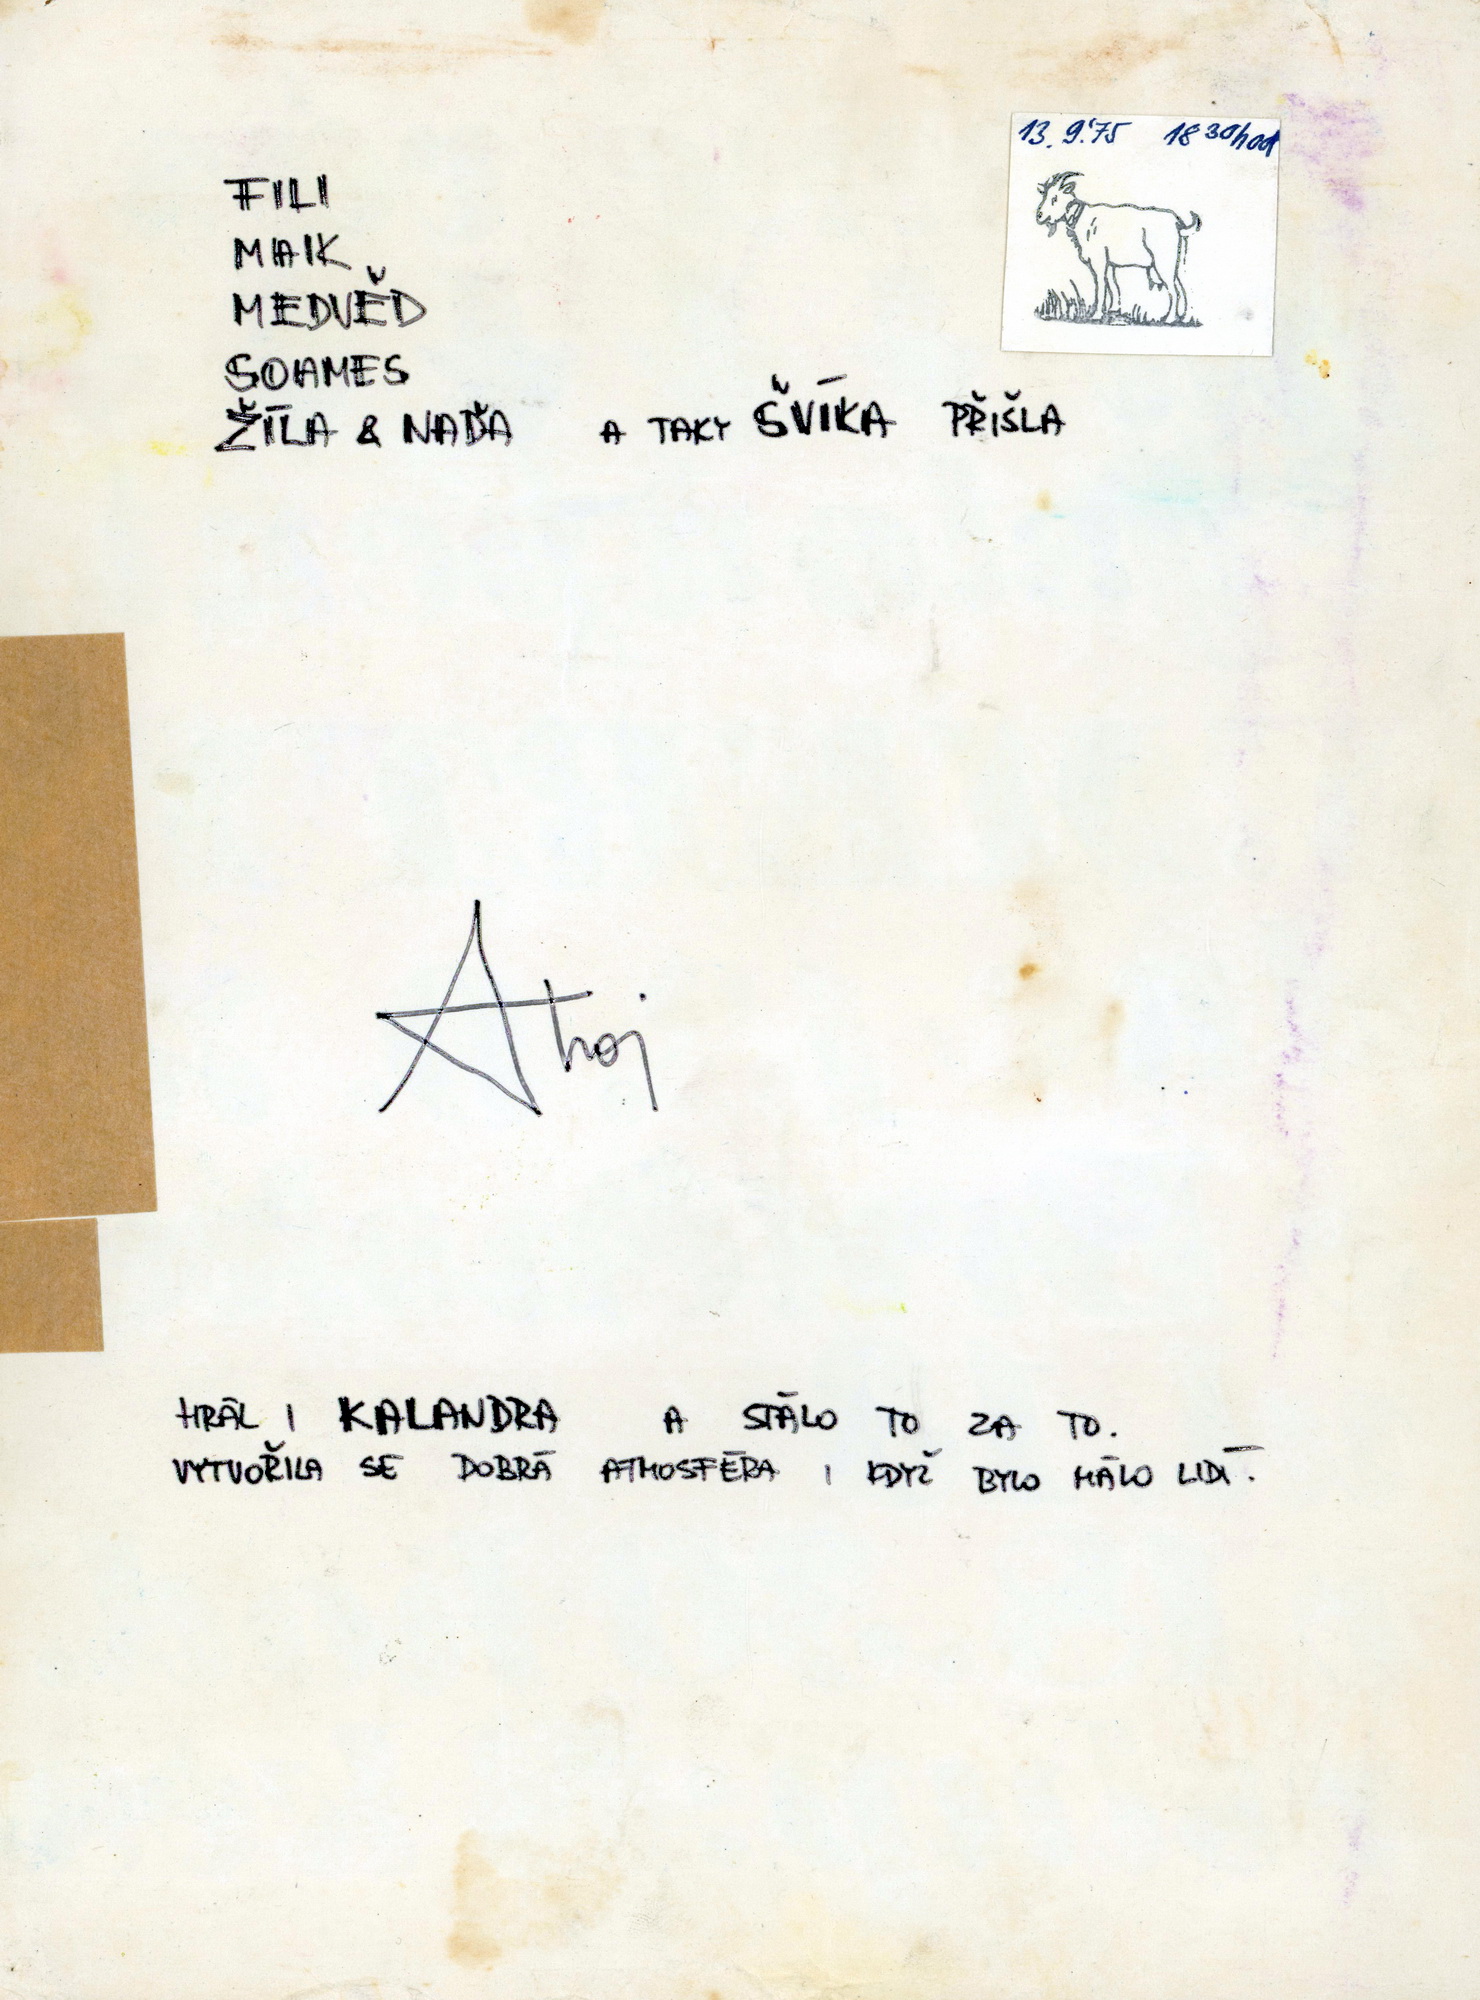 13. 9.'75 18 30 hod
FILI
MAIK
MEDVĚD
SOAMES
ŽÍLA & NAĎA A TAKY ŠVÍKA PŘIŠLA
Ahoj
HRÁL I KALANDRA A STÁLO TO ZA TO.
VYTVOŘILA SE DOBRÁ ATMOSFÉRA I KDYŽ BYLO MÁLO LIDÍ.